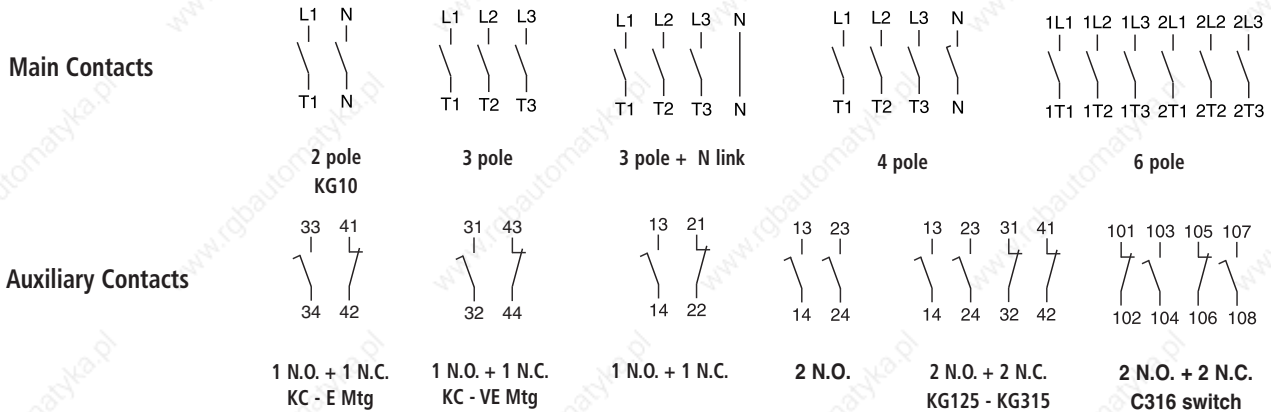 L1 N L1 L2 L3 L1 L2 L3 N L1 L2 L3 N 1L1 1L2 1L3 2L1 2L2 2L3
Main Contacts
T1 N T1 T2 T3 T1 T2 T3 N T1 T2 T3 N 1T1 1T2 1T3 2T1 2T2 2T3
2 pole 3 pole 3 pole + N link 4 pole 6 pole
KG10
33 41 31 43 13 21 13 23 13 23 31 41 101 103 105 107
Auxiliary Contacts
34 42 32 44 14 22 14 24 14 24 32 42 102 104 106 108
1 N.O. + 1 N.C. 1 N.O. + 1 N.C. 1 N.O. + 1 N.C. 2 N.O. 2 N.O. + 2 N.C. 2 N.O. + 2 N.C.
KC - E Mtg KC - VE Mtg KG125 - KG315 C316 switch
www.rgbautomatyka.pl